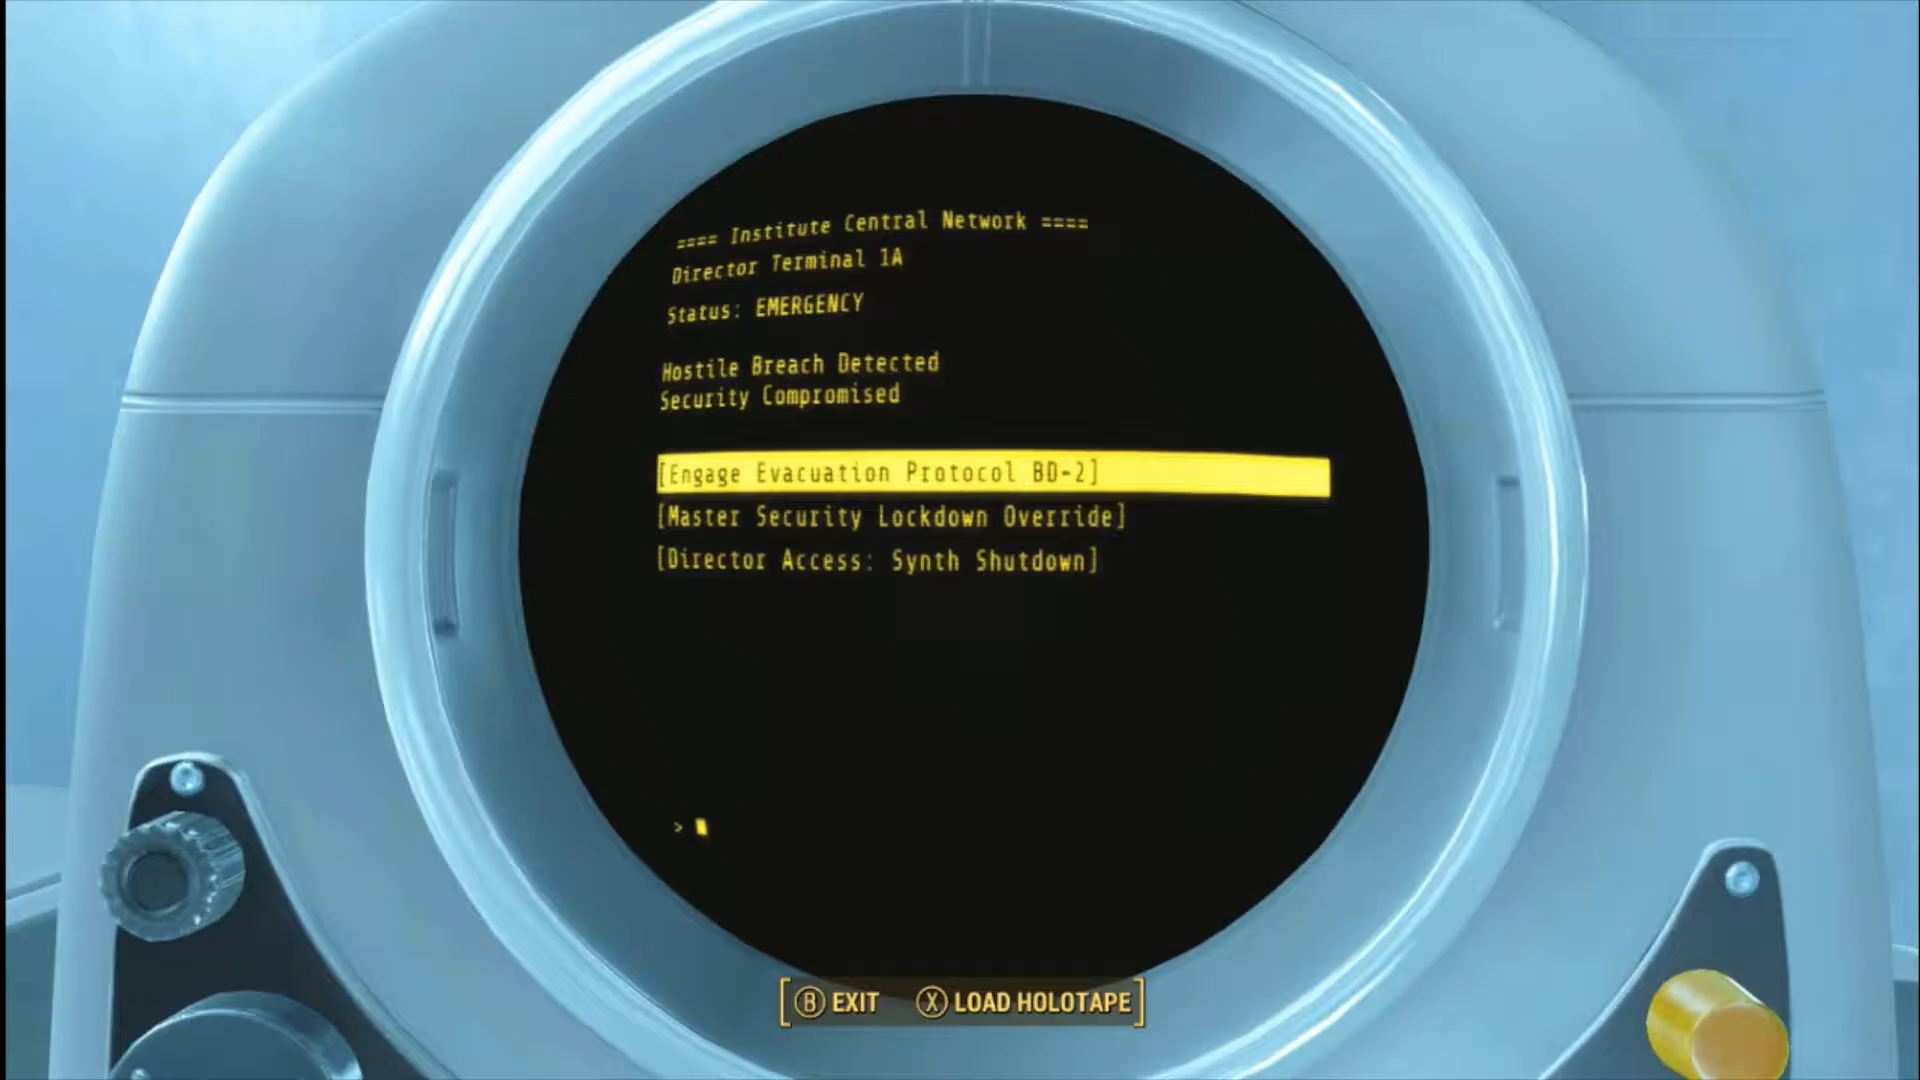 ==== Institute Central Network ====
Director Terminal 1A
Status: EMERGENCY
Hostile Breach Detected
Security Compromised
[Engage Evacuation Protocol BD-2]
[Master Security Lockdown Override]
[Director Access: Synth Shutdown]
>
[ B EXIT X LOAD HOLOTAPE ]